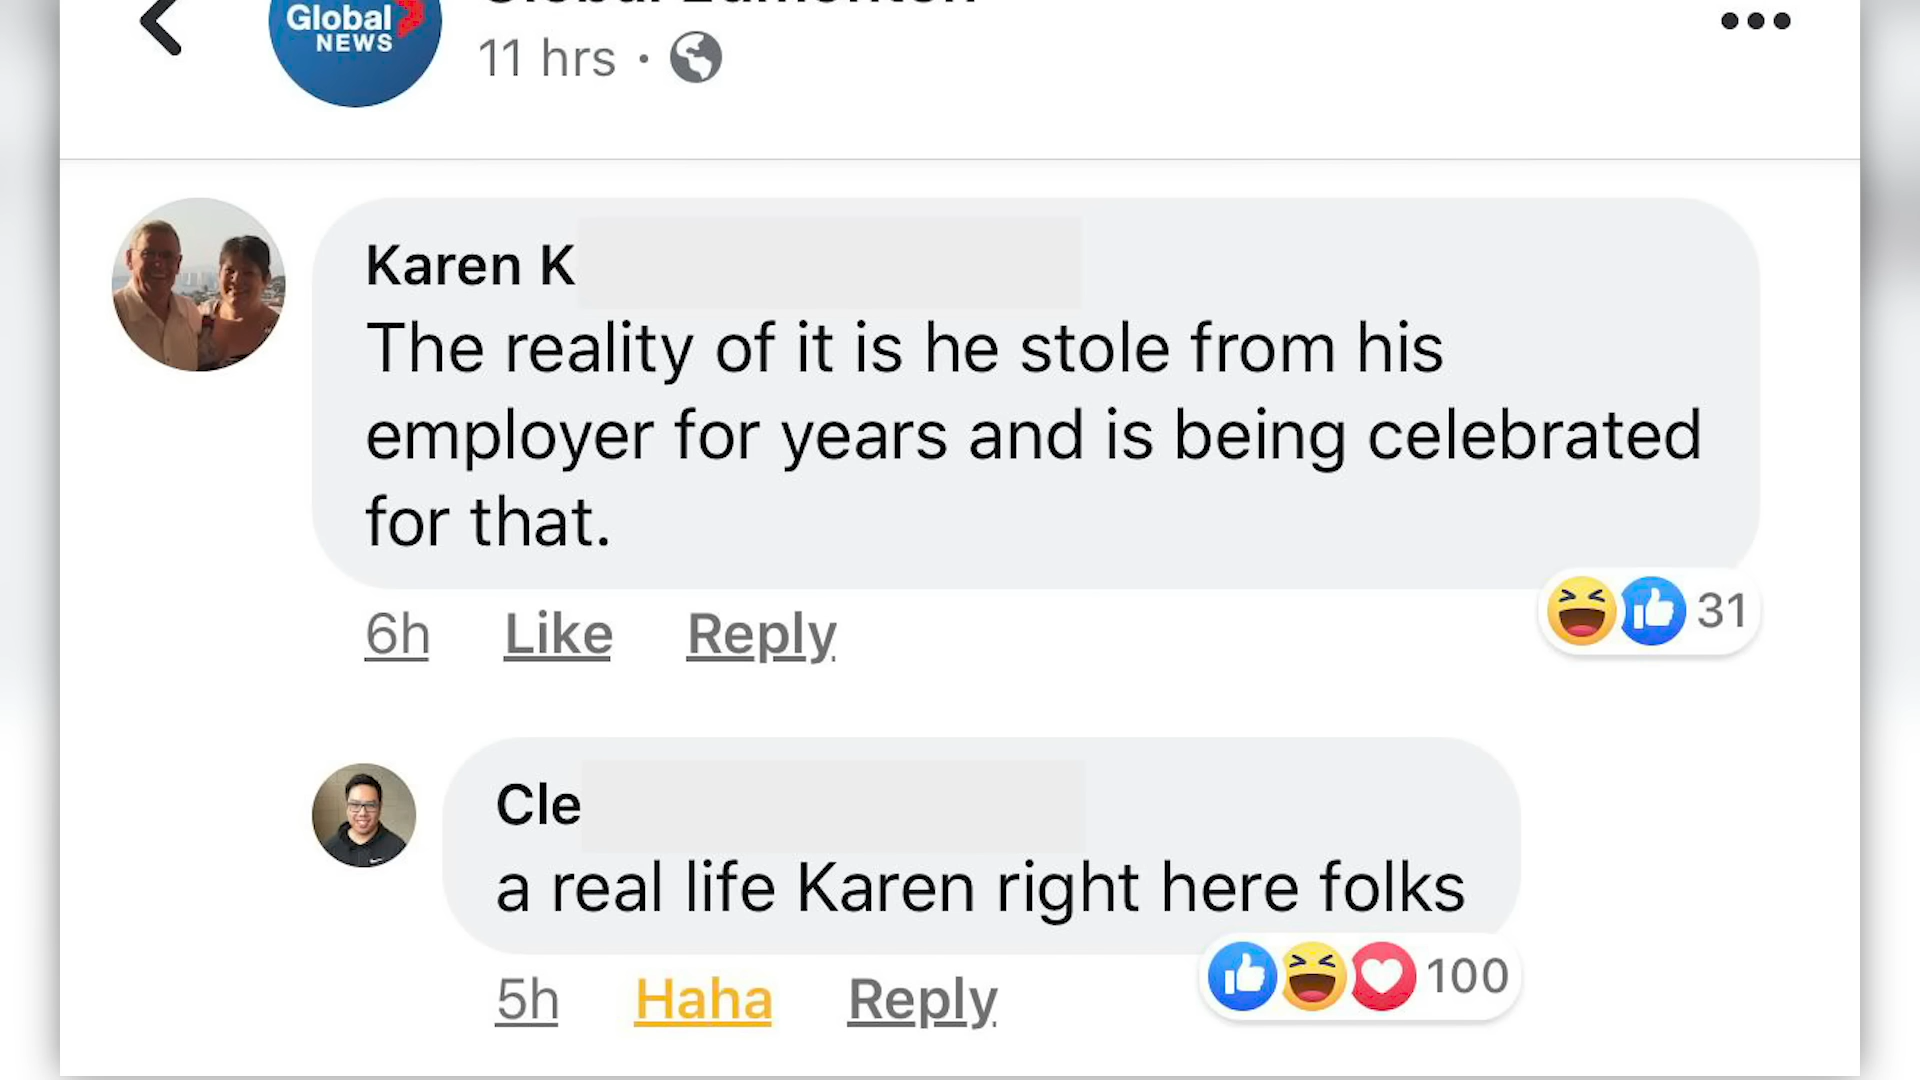 Global
NEWS
11 hrs ·
Karen K
The reality of it is he stole from his
employer for years and is being celebrated
for that.
6h Like Reply
31
Cle
a real life Karen right here folks
5h Haha Reply
100